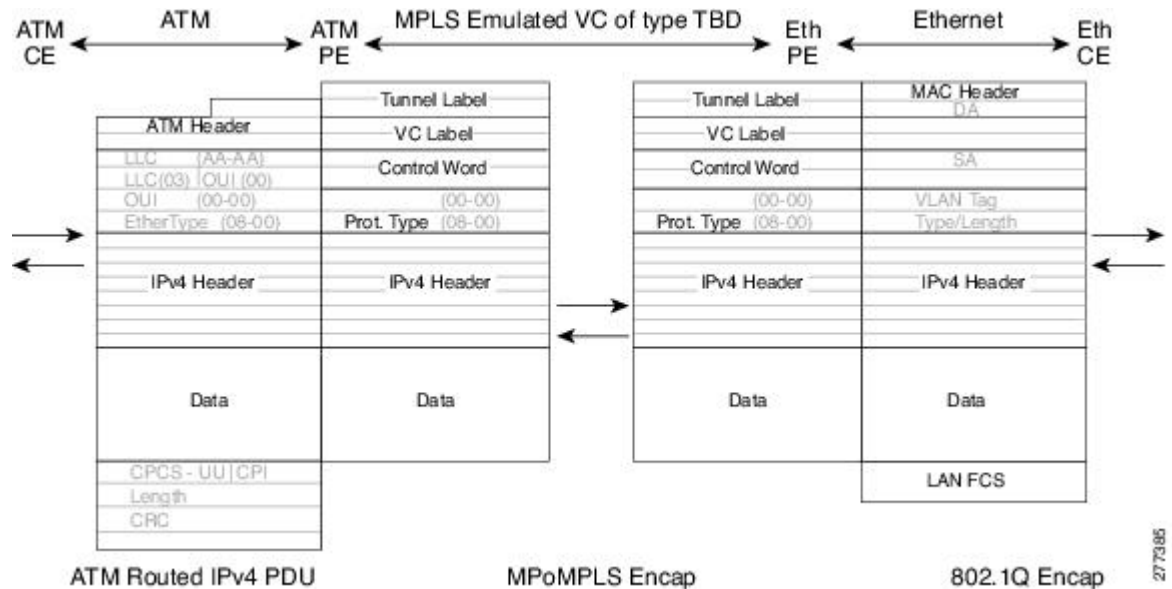 ATM CE
ATM
ATM PE
MPLS Emulated VC of type TBD
Eth PE
Ethernet
Eth CE
ATM Header
LLC (AA-AA)
LLC(03) OUI (00)
OUI (00-00)
EtherType (08-00)
IPv4 Header
Data
CPCS - UU | CPI
Length
CRC
Tunnel Label
VC Label
Control Word
(00-00)
Prot. Type (08-00)
IPv4 Header
Data
Tunnel Label
VC Label
Control Word
(00-00)
Prot. Type (08-00)
IPv4 Header
Data
MAC Header
DA
SA
VLAN Tag
Type/Length
IPv4 Header
Data
LAN FCS
ATM Routed IPv4 PDU
MPoMPLS Encap
802.1Q Encap
277385